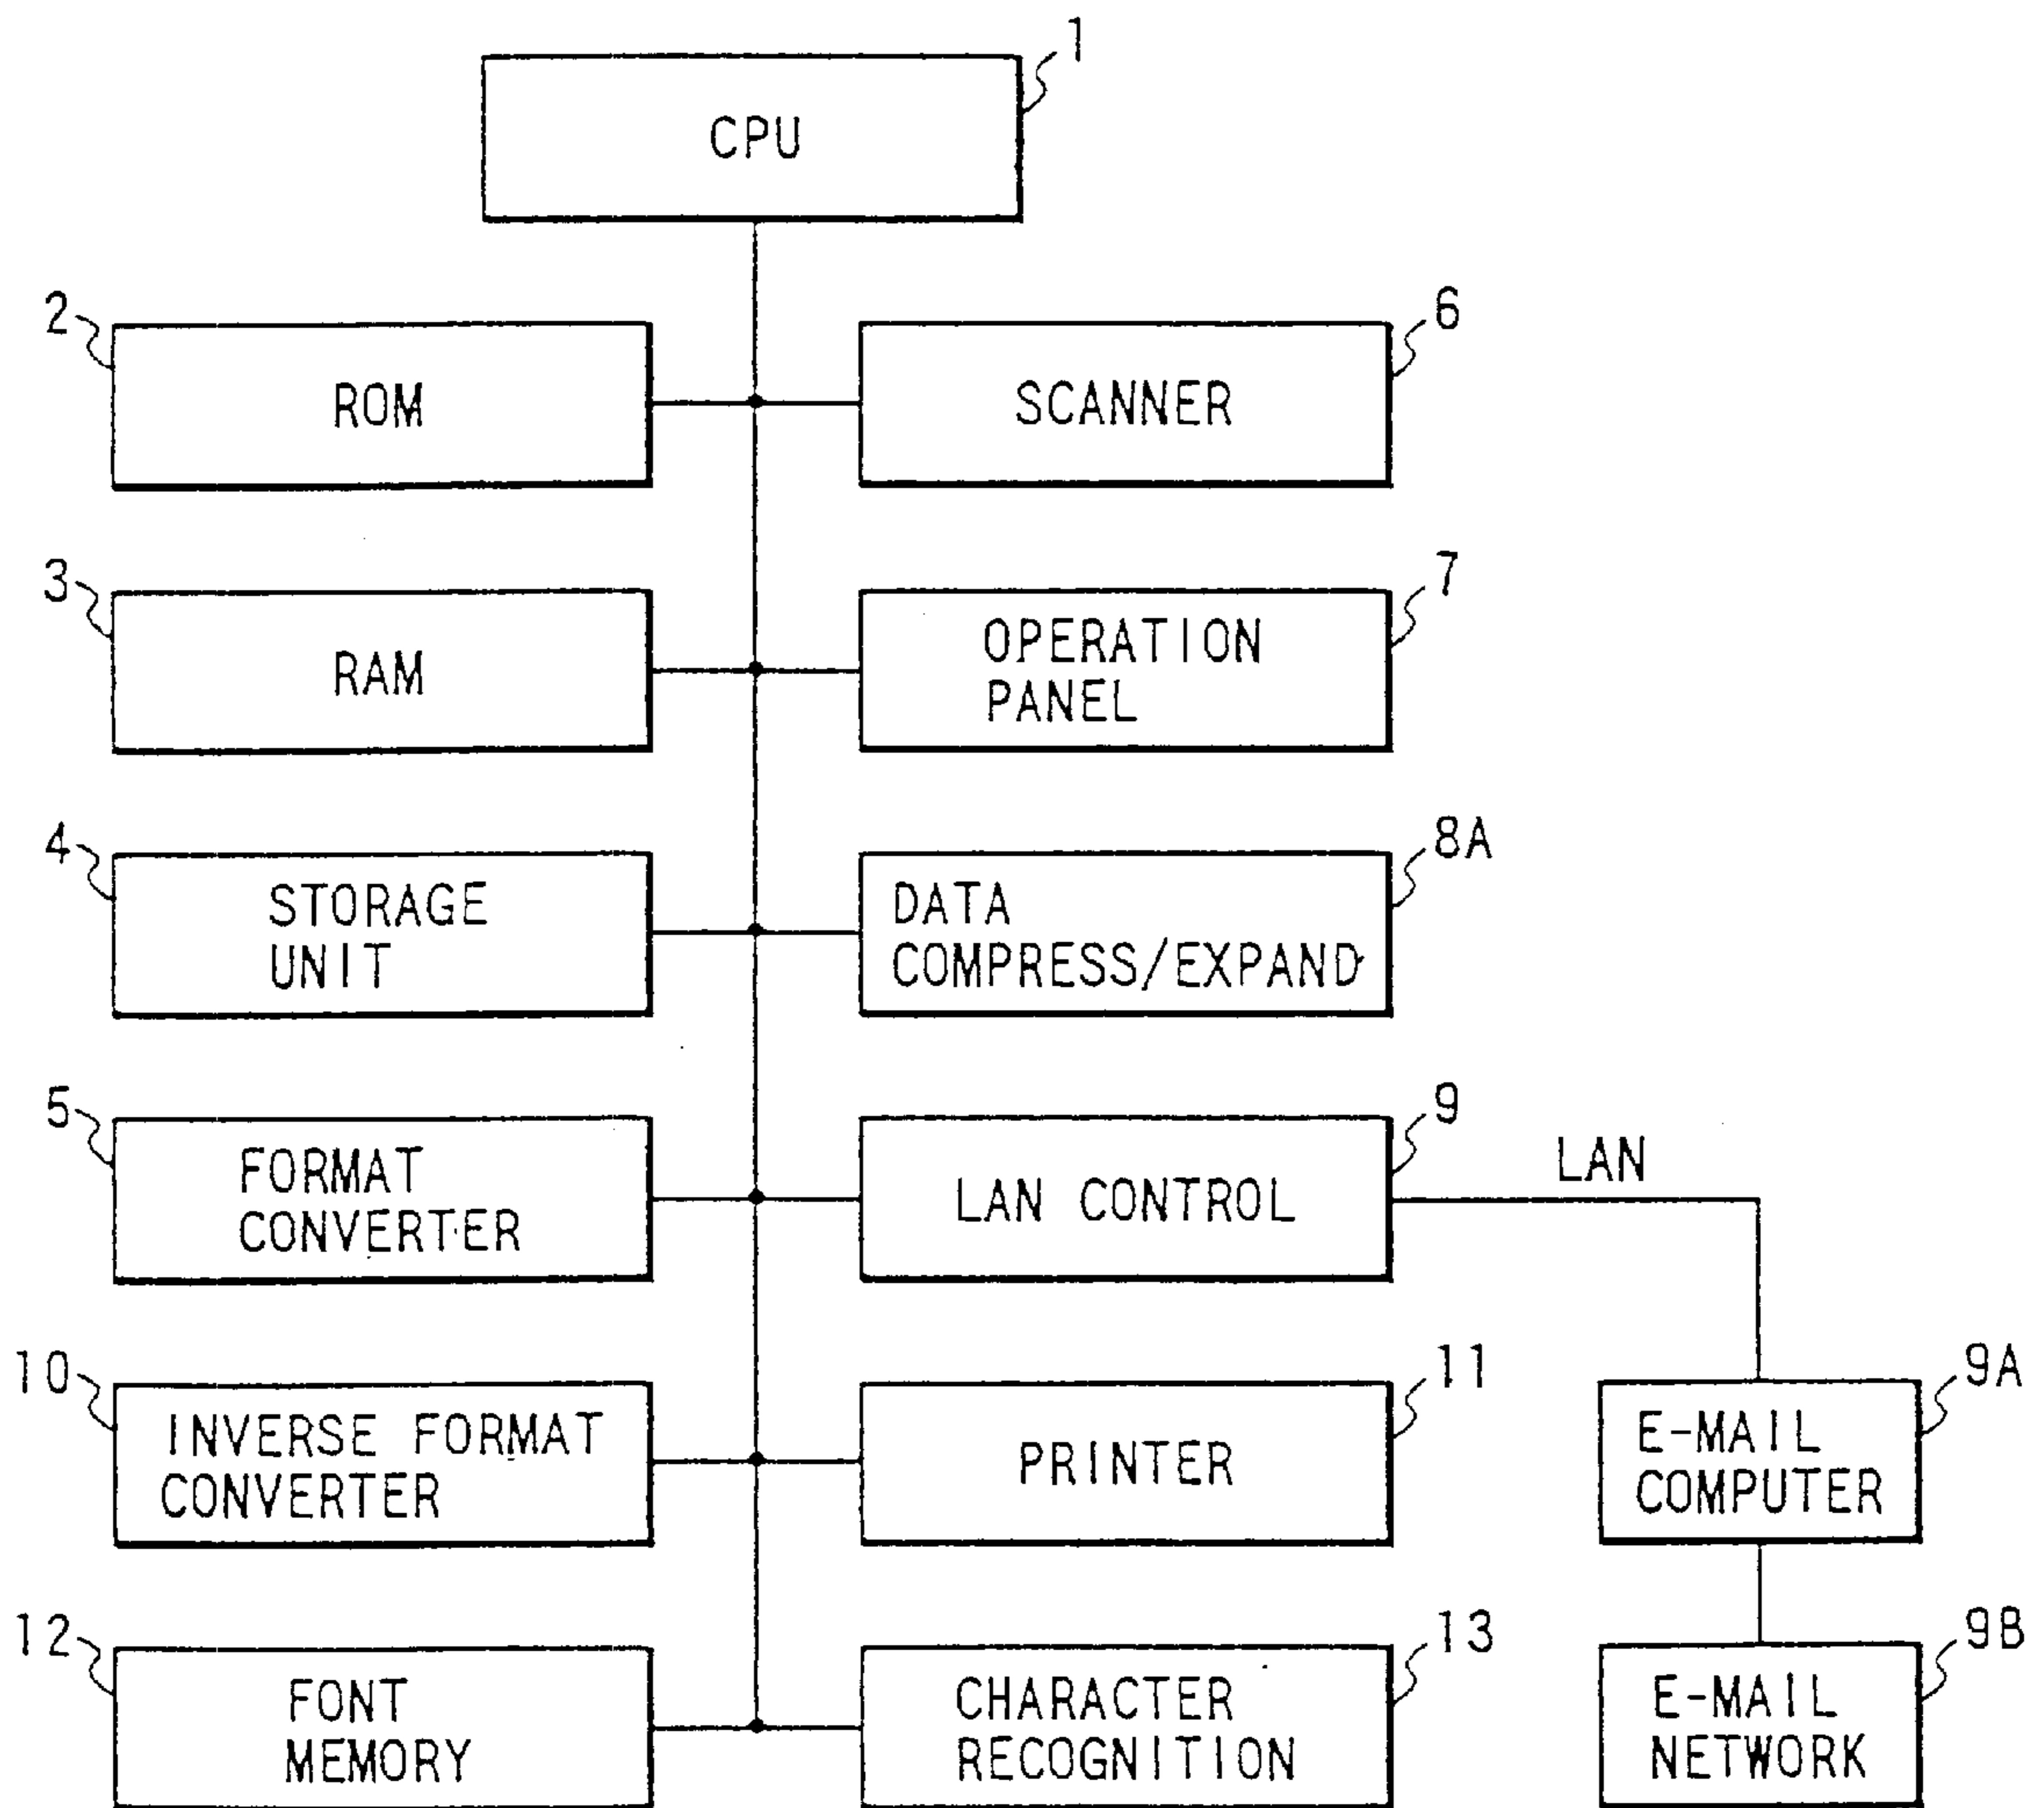 1
CPU
2
ROM
6
SCANNER
3
RAM
7
OPERATION
PANEL
4
STORAGE
UNIT
8A
DATA
COMPRESS/EXPAND
5
FORMAT
CONVERTER
9
LAN CONTROL
LAN
10
INVERSE FORMAT
CONVERTER
11
PRINTER
9A
E-MAIL
COMPUTER
12
FONT
MEMORY
13
CHARACTER
RECOGNITION
9B
E-MAIL
NETWORK